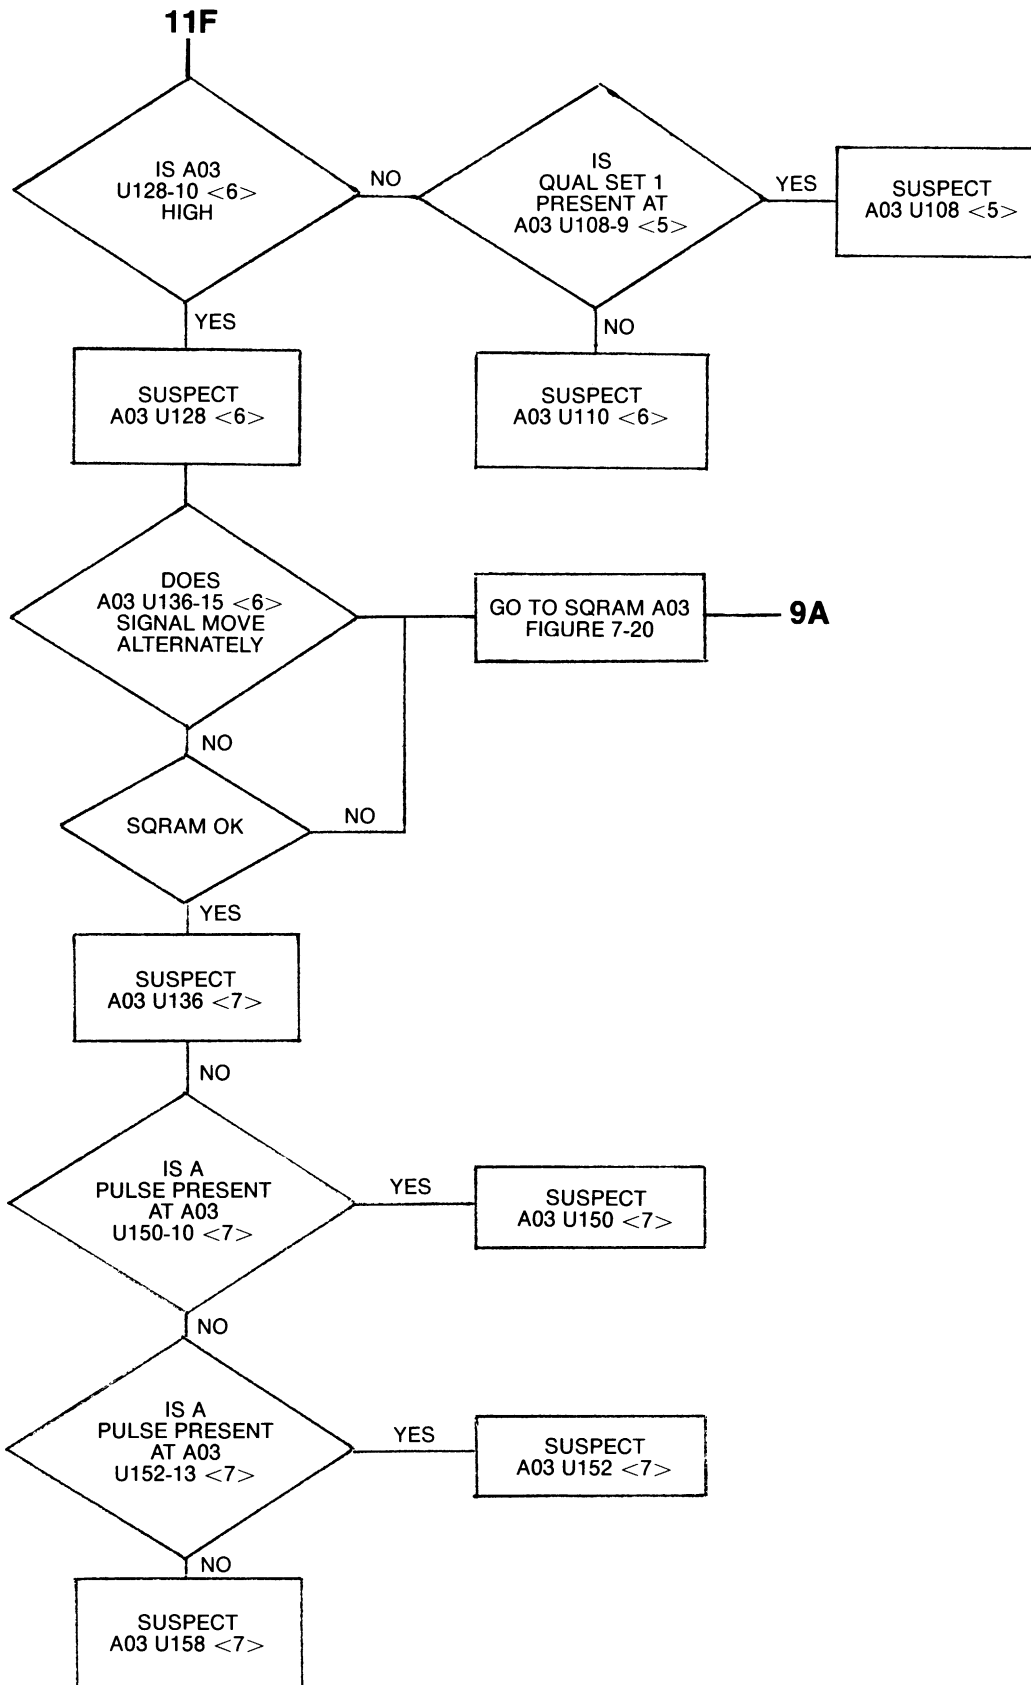 11F
IS A03
U128-10 <6>
HIGH
NO
IS
QUAL SET 1
PRESENT AT
A03 U108-9 <5>
YES
SUSPECT
A03 U108 <5>
YES
NO
SUSPECT
A03 U128 <6>
SUSPECT
A03 U110 <6>
DOES
A03 U136-15 <6>
SIGNAL MOVE
ALTERNATELY
GO TO SQRAM A03
FIGURE 7-20
9A
NO
SQRAM OK
NO
YES
SUSPECT
A03 U136 <7>
NO
IS A
PULSE PRESENT
AT A03
U150-10 <7>
YES
SUSPECT
A03 U150 <7>
NO
IS A
PULSE PRESENT
AT A03
U152-13 <7>
YES
SUSPECT
A03 U152 <7>
NO
SUSPECT
A03 U158 <7>